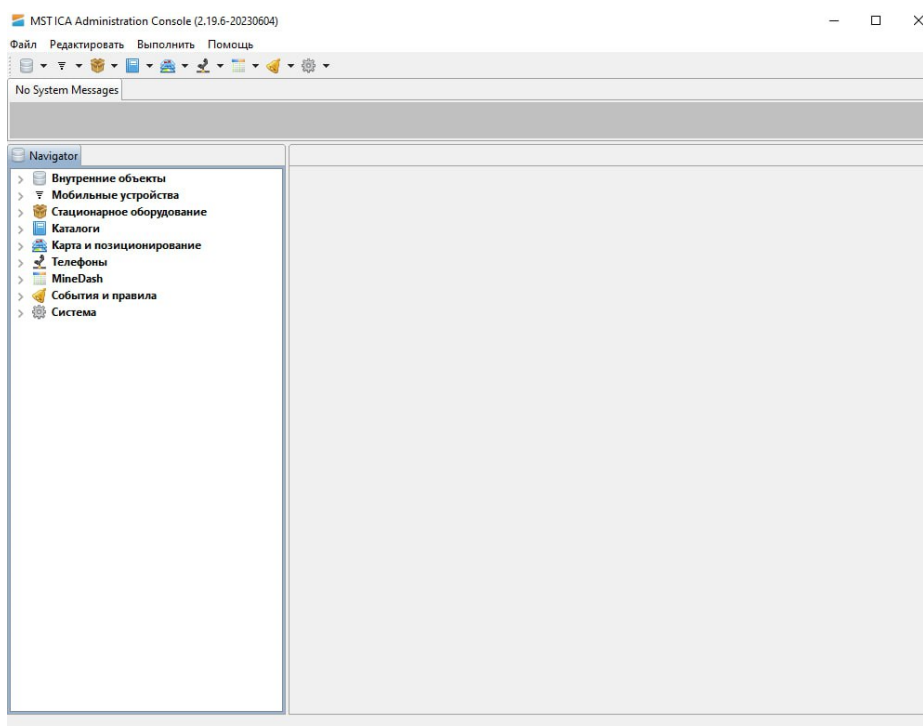 MST ICA Administration Console (2.19.6-20230604)
Файл Редактировать Выполнить Помощь
No System Messages
Navigator
Внутренние объекты
Мобильные устройства
Стационарное оборудование
Каталоги
Карта и позиционирование
Телефоны
MineDash
События и правила
Система